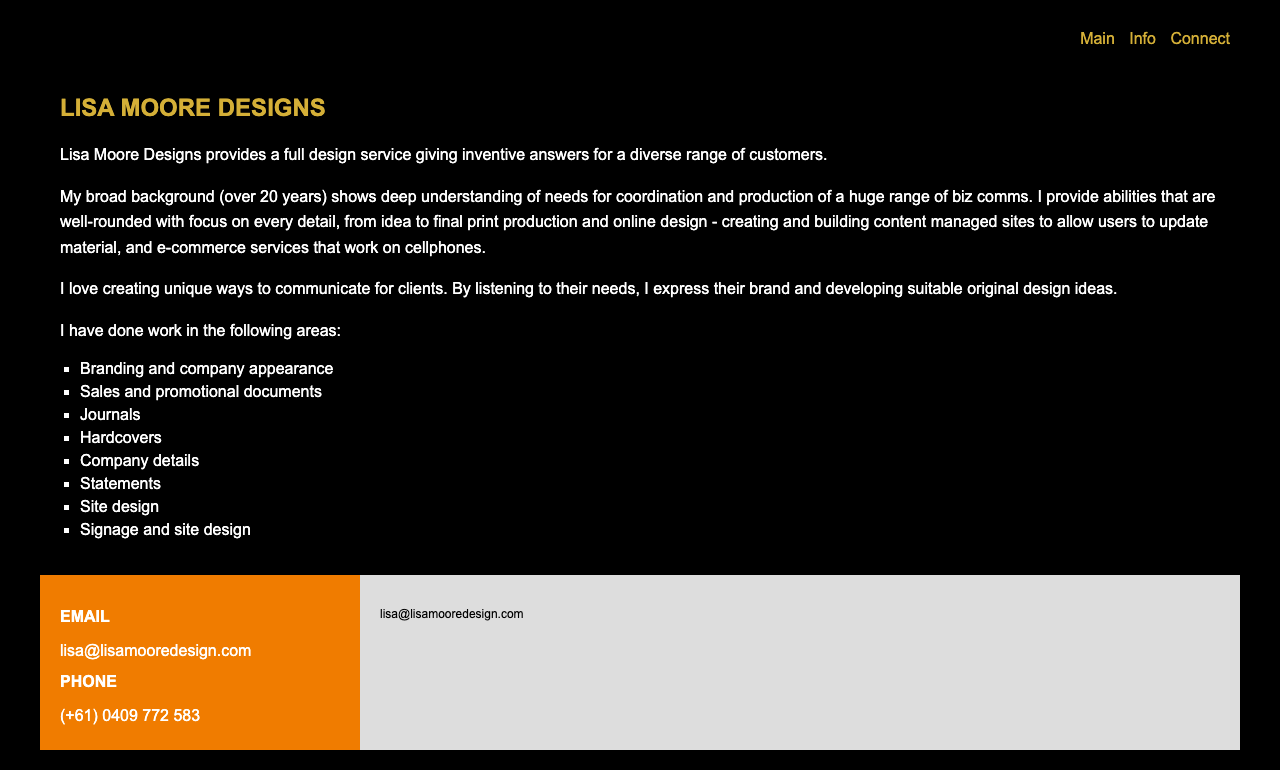 Main Info Connect
LISA MOORE DESIGNS
Lisa Moore Designs provides a full design service giving inventive answers for a diverse range of customers.
My broad background (over 20 years) shows deep understanding of needs for coordination and production of a huge range of biz comms. I provide abilities that are
well-rounded with focus on every detail, from idea to final print production and online design - creating and building content managed sites to allow users to update
material, and e-commerce services that work on cellphones.
I love creating unique ways to communicate for clients. By listening to their needs, I express their brand and developing suitable original design ideas.
I have done work in the following areas:
Branding and company appearance
Sales and promotional documents
Journals
Hardcovers
Company details
Statements
Site design
Signage and site design
EMAIL
lisa@lisamooredesign.com
PHONE
(+61) 0409 772 583
lisa@lisamooredesign.com